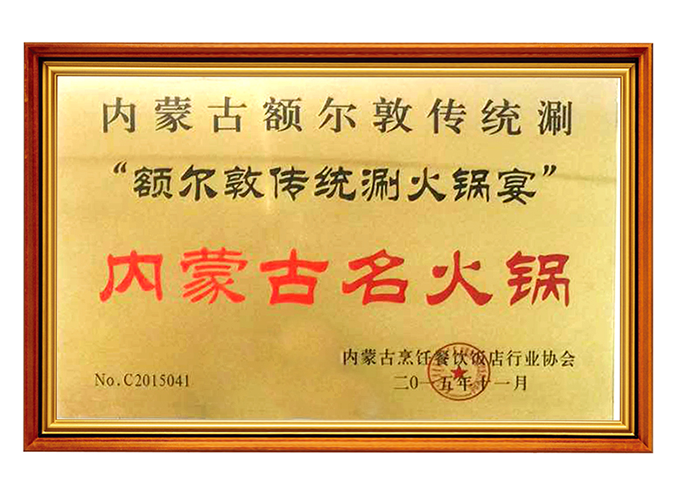 内蒙古额尔敦传统涮
“额尔敦传统涮火锅宴”
内蒙古名火锅
内蒙古烹饪餐饮饭店行业协会
No.C2015041
二〇一五年十一月